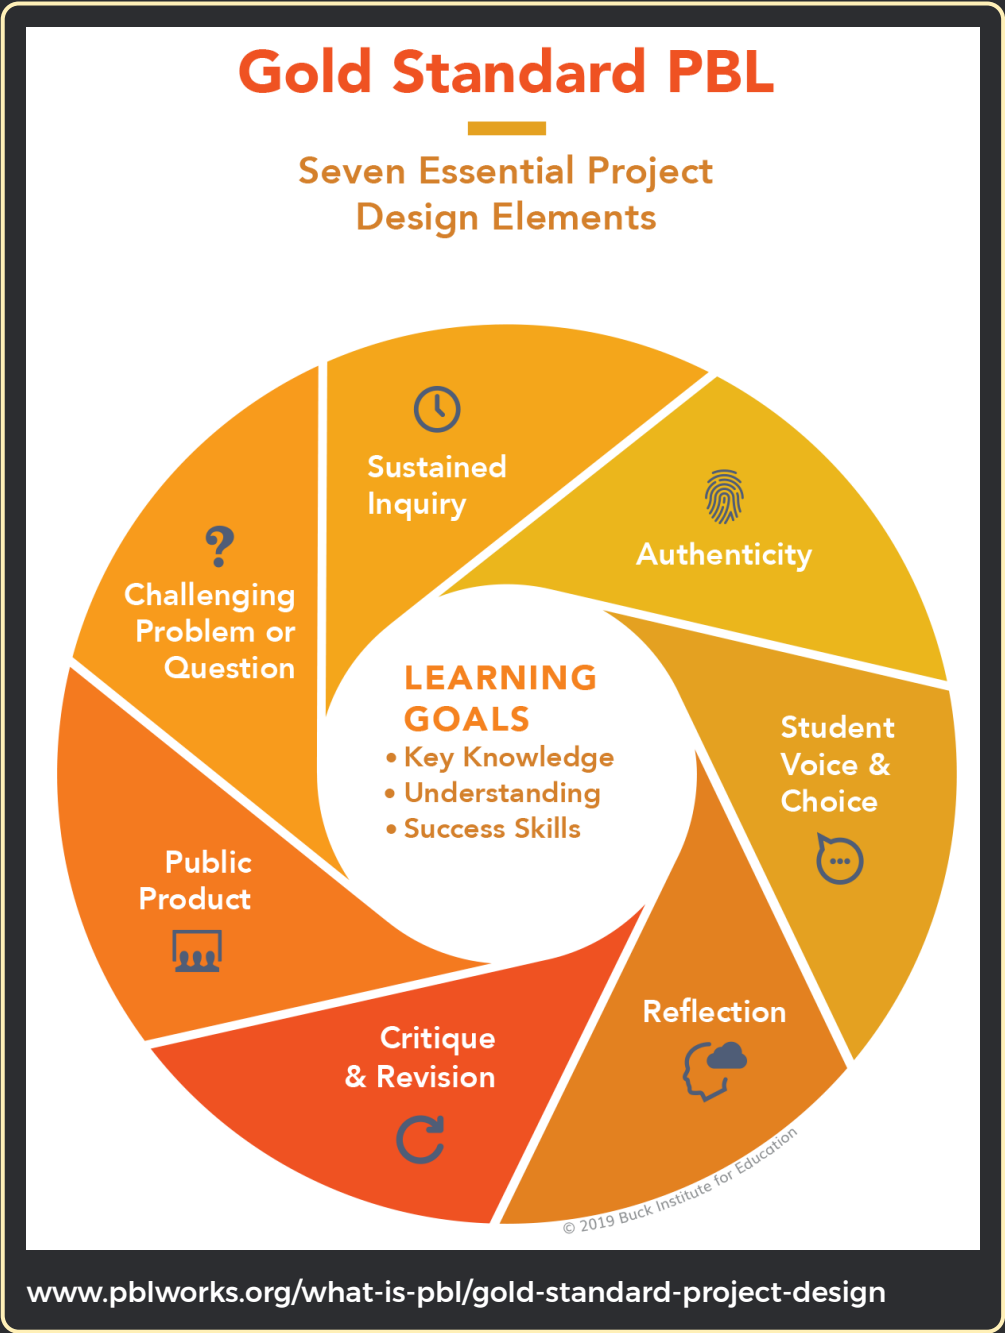 Gold Standard PBL
Seven Essential Project
Design Elements
Sustained
Inquiry
Authenticity
Challenging
Problem or
Question
LEARNING
GOALS
• Key Knowledge
• Understanding
• Success Skills
Student
Voice &
Choice
Public
Product
Reflection
Critique
& Revision
© 2019 Buck Institute for Education
www.pblworks.org/what-is-pbl/gold-standard-project-design